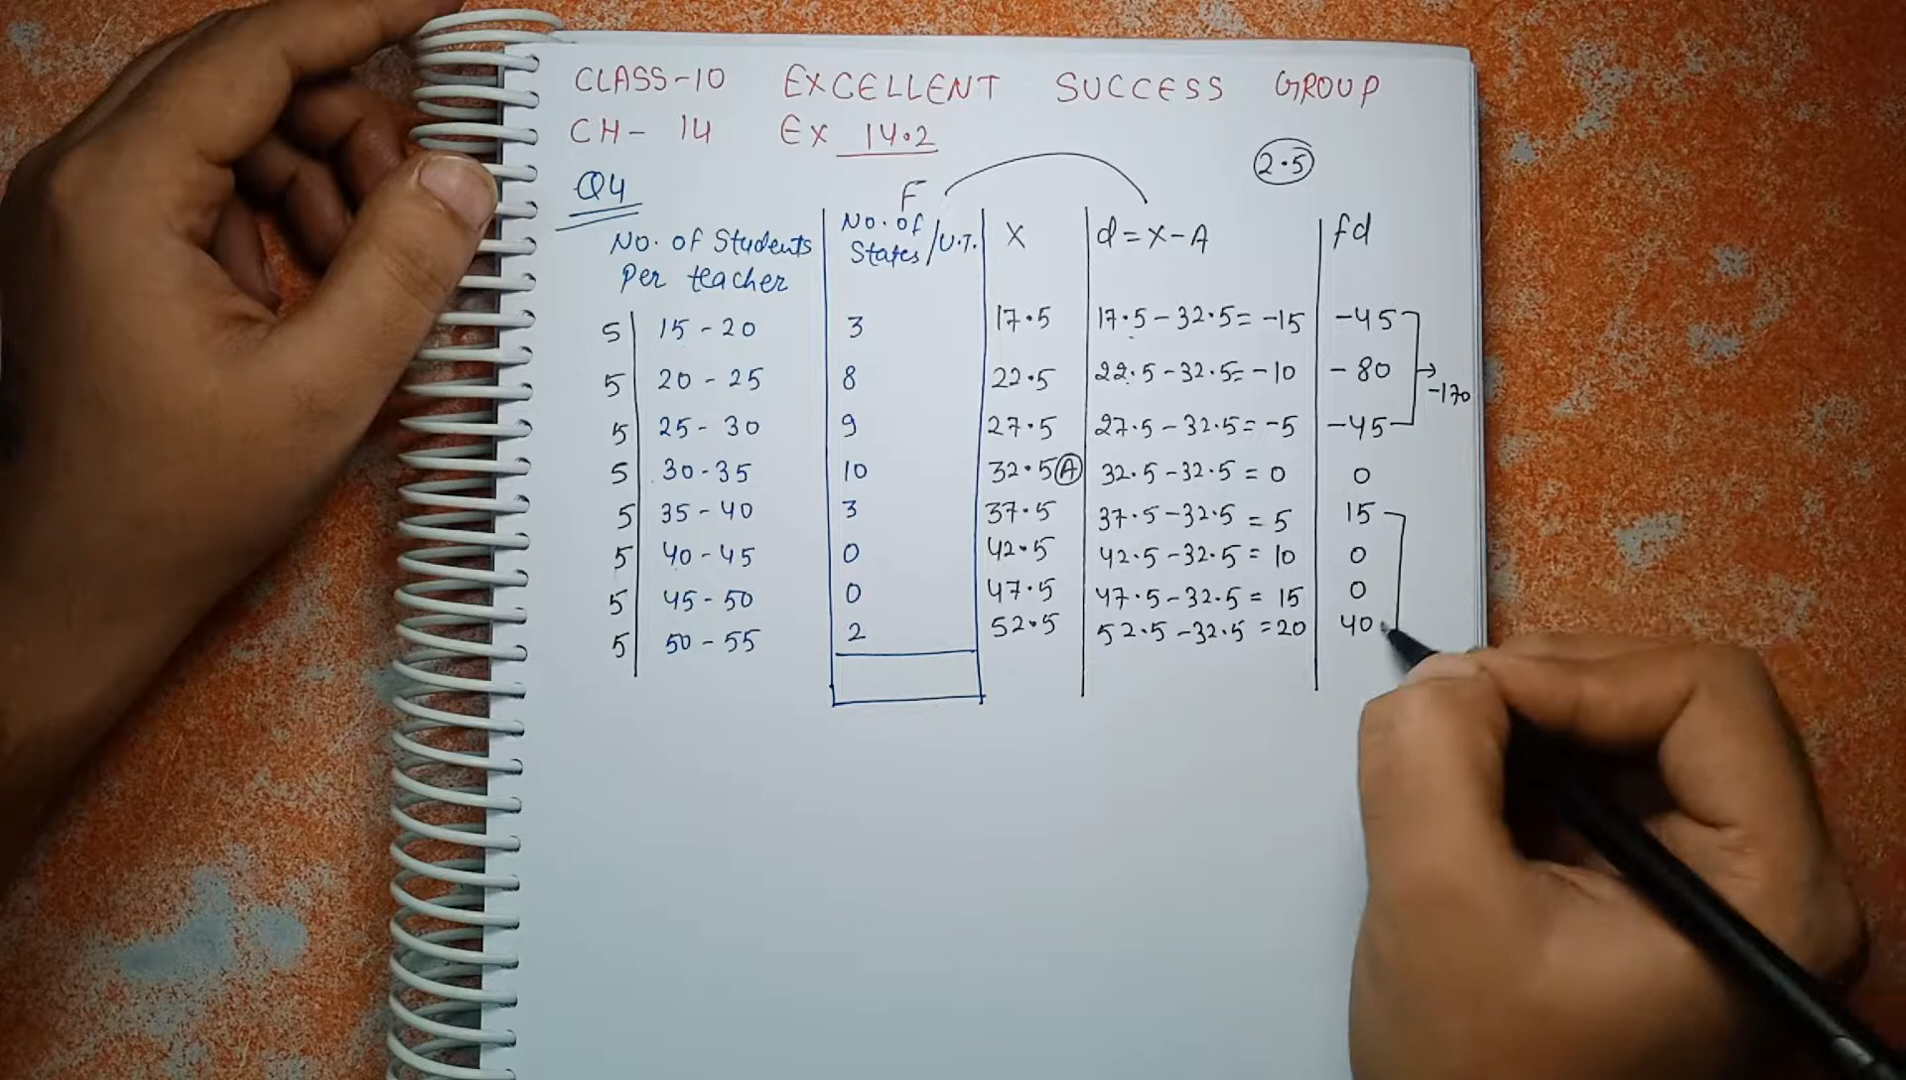 CLASS-10 EXCELLENT SUCCESS GROUP
CH- 14 EX 14.2
2.5
Q4
F
No. of Students Per teacher
No. of States/U.T.
X
d = X - A
fd
5 15 - 20 3 17.5 17.5 - 32.5 = -15 -45
5 20 - 25 8 22.5 22.5 - 32.5 = -10 -80
-170
5 25 - 30 9 27.5 27.5 - 32.5 = -5 -45
5 30 - 35 10 32.5 A 32.5 - 32.5 = 0 0
5 35 - 40 3 37.5 37.5 - 32.5 = 5 15
5 40 - 45 0 42.5 42.5 - 32.5 = 10 0
5 45 - 50 0 47.5 47.5 - 32.5 = 15 0
5 50 - 55 2 52.5 52.5 - 32.5 = 20 40